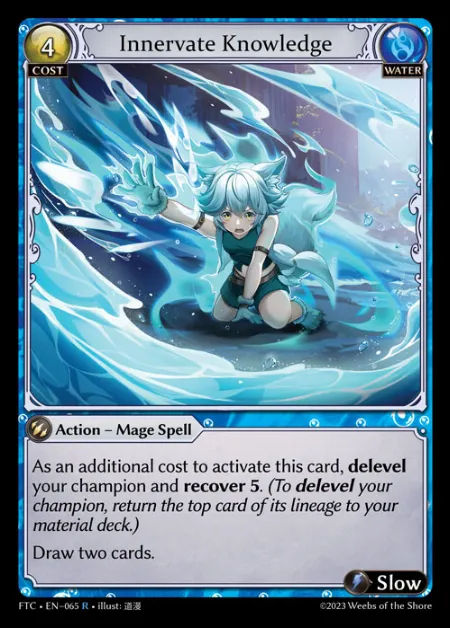 4
COST
Innervate Knowledge
WATER
Action – Mage Spell
As an additional cost to activate this card, delevel
your champion and recover 5. (To delevel your
champion, return the top card of its lineage to your
material deck.)
Draw two cards.
Slow
FTC • EN-065 R • illust: 道漫
©2023 Weebs of the Shore